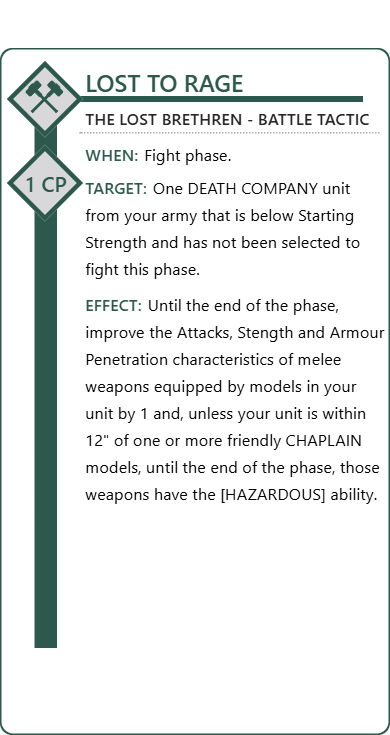 LOST TO RAGE
THE LOST BRETHREN - BATTLE TACTIC
WHEN: Fight phase.
1 CP
TARGET: One DEATH COMPANY unit
from your army that is below Starting
Strength and has not been selected to
fight this phase.
EFFECT: Until the end of the phase,
improve the Attacks, Stength and Armour
Penetration characteristics of melee
weapons equipped by models in your
unit by 1 and, unless your unit is within
12" of one or more friendly CHAPLAIN
models, until the end of the phase, those
weapons have the [HAZARDOUS] ability.